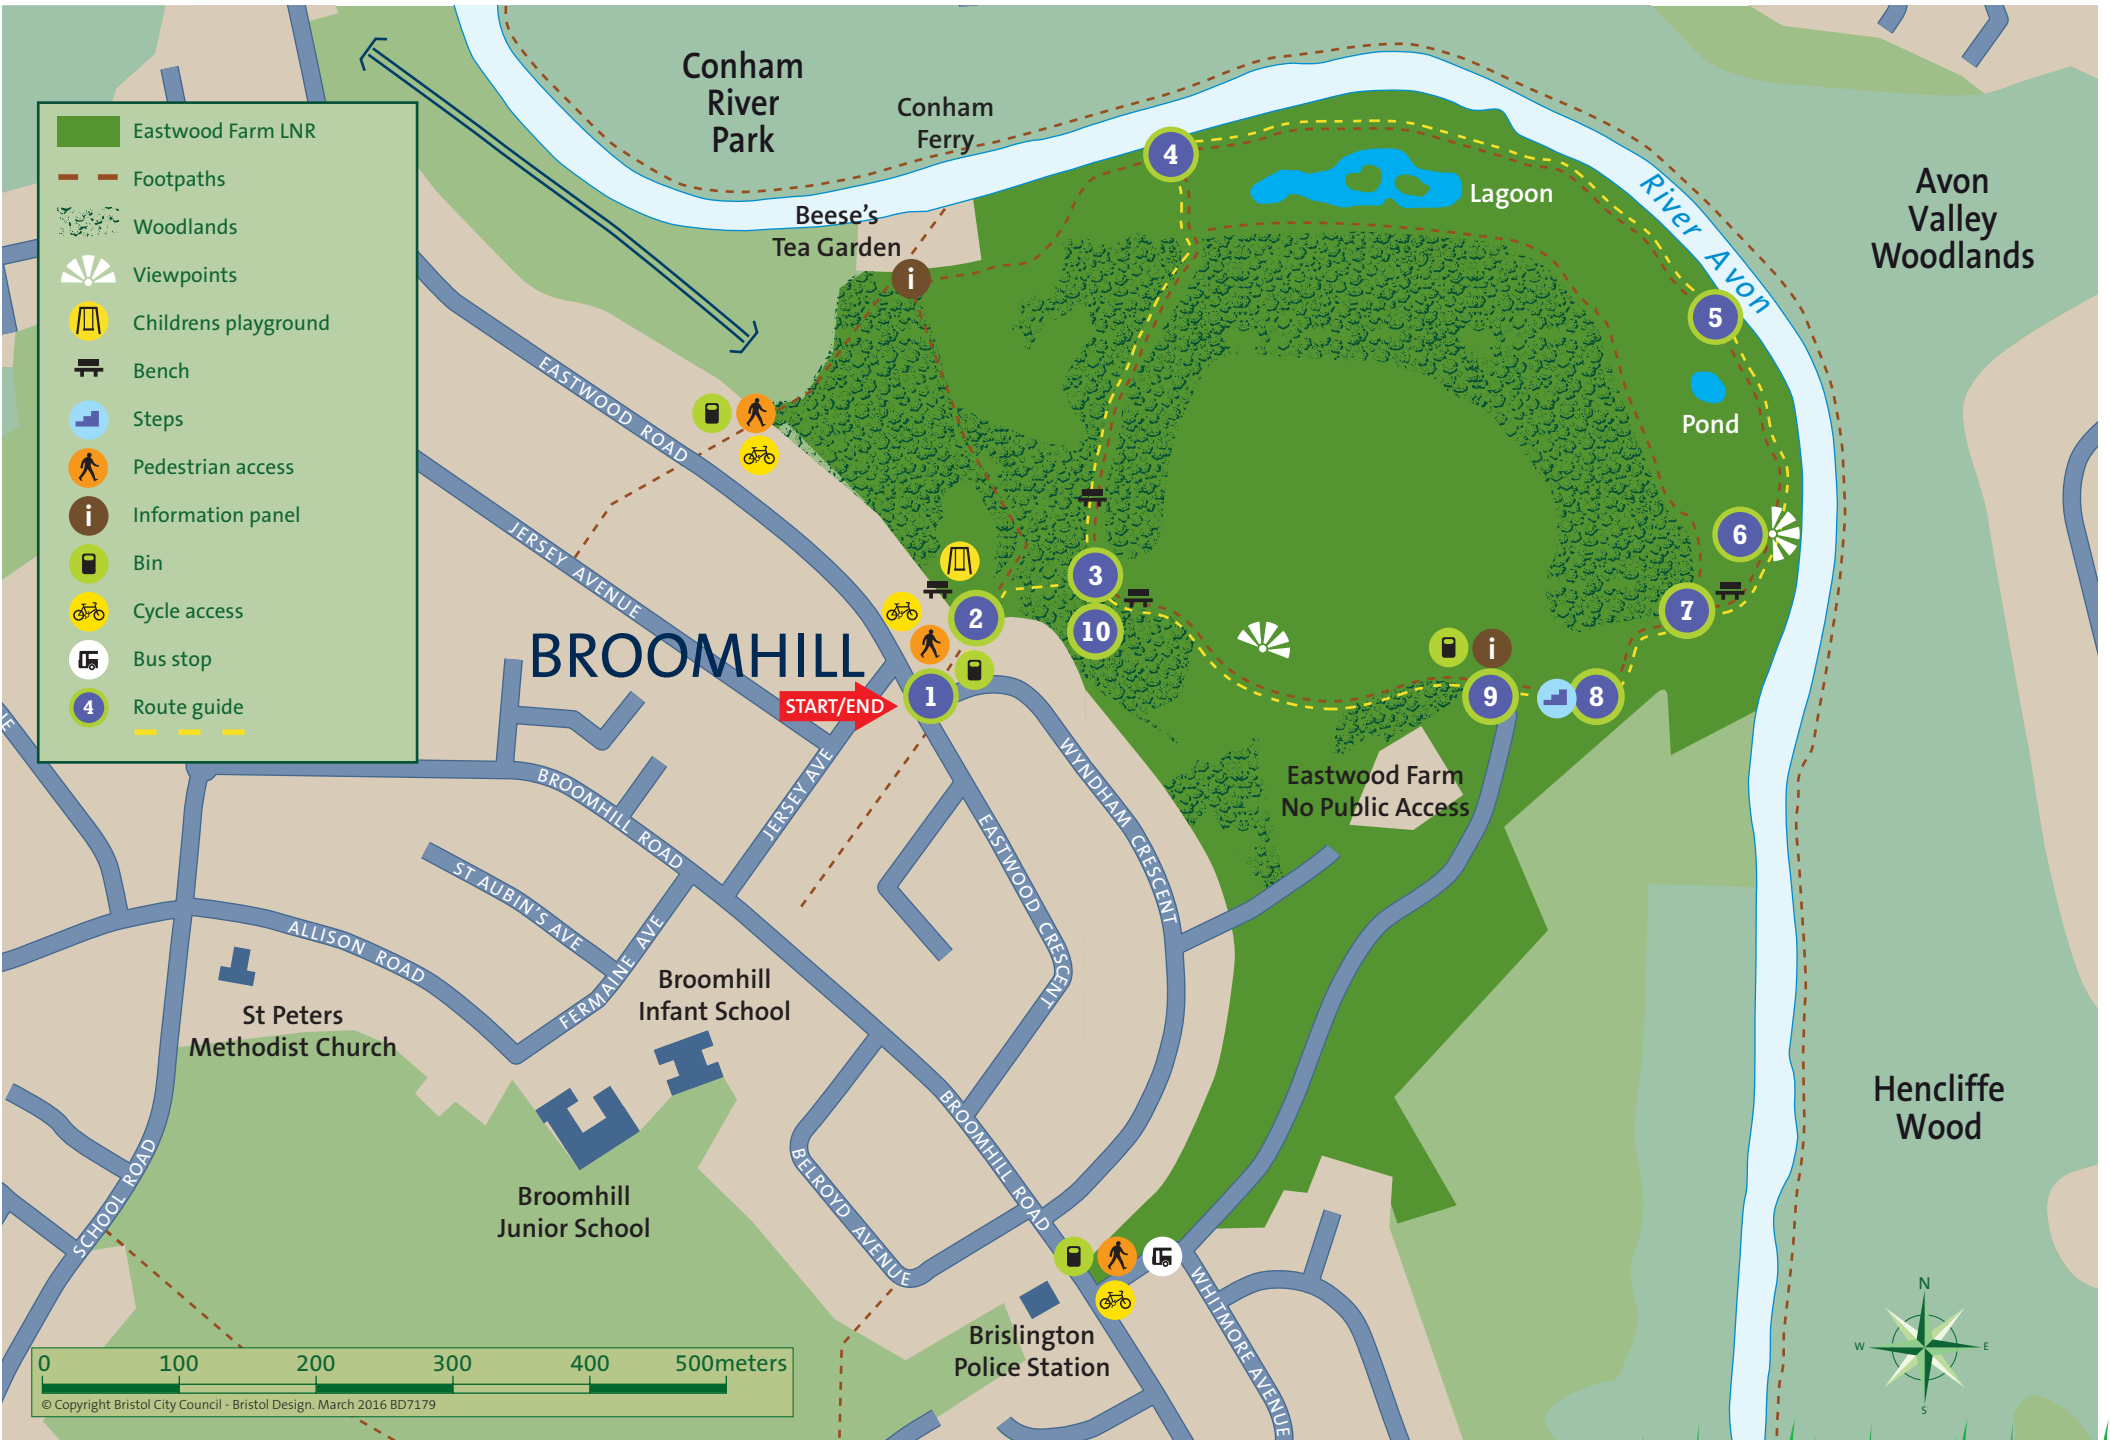 Conham
River
Park
Conham
Ferry
Beese's
Tea Garden
Lagoon
River Avon
Avon
Valley
Woodlands
Pond
Eastwood Farm LNR
Footpaths
Woodlands
Viewpoints
Childrens playground
Bench
Steps
Pedestrian access
i
Information panel
Bin
Cycle access
Bus stop
4
Route guide
i
4
5
6
7
8
9
i
3
10
2
1
START/END
BROOMHILL
EASTWOOD ROAD
JERSEY AVENUE
JERSEY AVE
BROOMHILL ROAD
ST AUBIN'S AVE
ALLISON ROAD
FERMAINE AVE
WYNDHAM CRESCENT
EASTWOOD CRESCENT
Eastwood Farm
No Public Access
St Peters
Methodist Church
Broomhill
Infant School
Broomhill
Junior School
SCHOOL ROAD
BELROYD AVENUE
BROOMHILL ROAD
WHITMORE AVENUE
Brislington
Police Station
Hencliffe
Wood
N
W
E
S
0 100 200 300 400 500meters
© Copyright Bristol City Council - Bristol Design. March 2016 BD7179